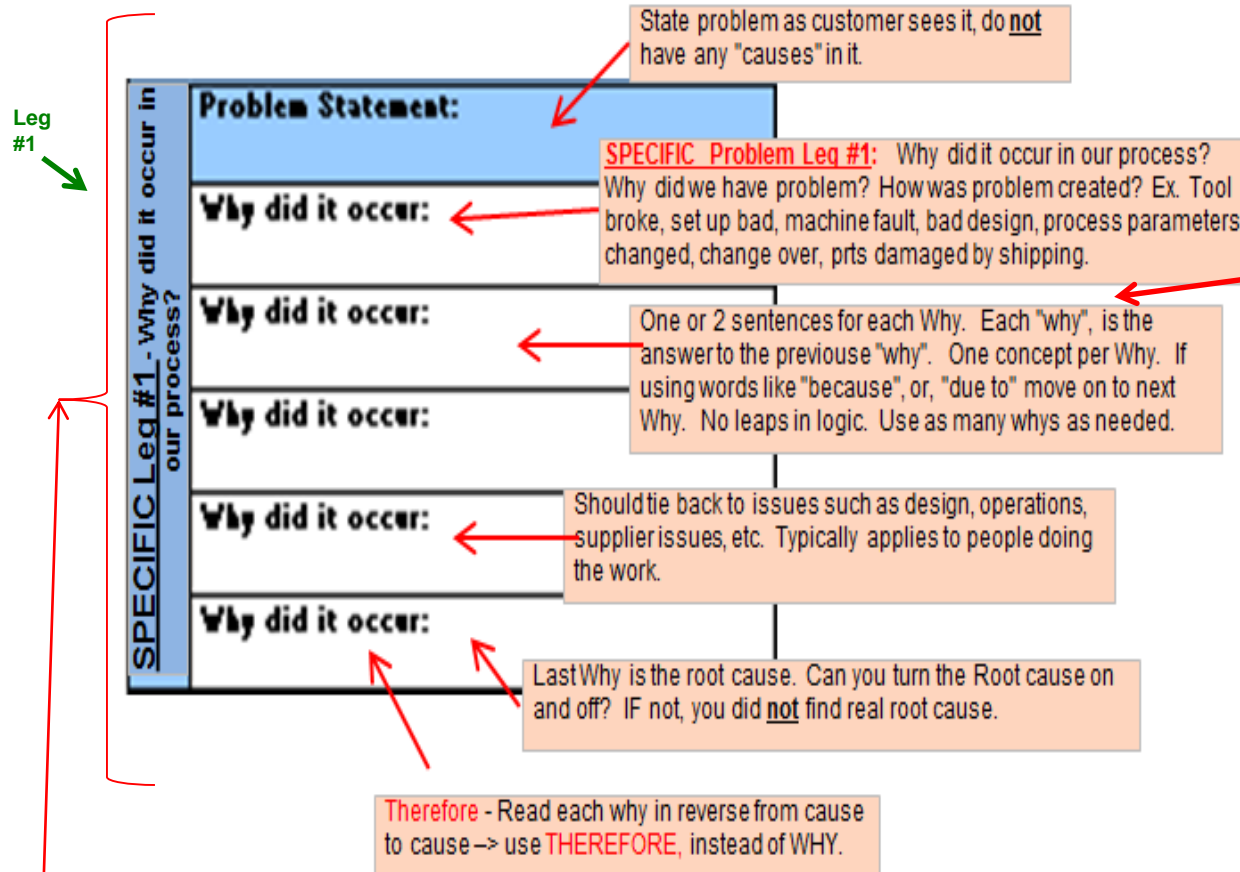 State problem as customer sees it, do not
have any "causes" in it.
Leg
#1
SPECIFIC Leg #1 - Why did it occur in
our process?
Problem Statement:
SPECIFIC Problem Leg #1: Why did it occur in our process?
Why did we have problem? How was problem created? Ex. Tool
broke, set up bad, machine fault, bad design, process parameters
changed, change over, prts damaged by shipping.
Why did it occur:
Why did it occur:
One or 2 sentences for each Why. Each "why", is the
answer to the previouse "why". One concept per Why. If
using words like "because", or, "due to" move on to next
Why. No leaps in logic. Use as many whys as needed.
Why did it occur:
Why did it occur:
Should tie back to issues such as design, operations,
supplier issues, etc. Typically applies to people doing
the work.
Why did it occur:
Last Why is the root cause. Can you turn the Root cause on
and off? IF not, you did not find real root cause.
Therefore - Read each why in reverse from cause
to cause –> use THEREFORE, instead of WHY.